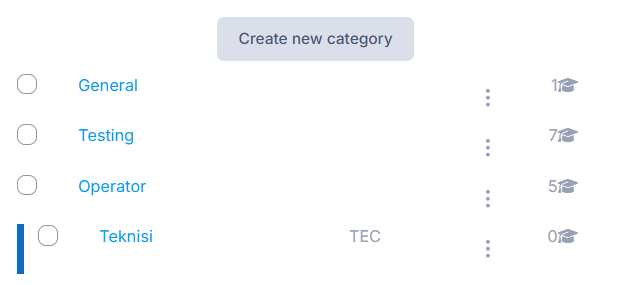 Create new category
General 1
Testing 7
Operator 5
Teknisi TEC 0